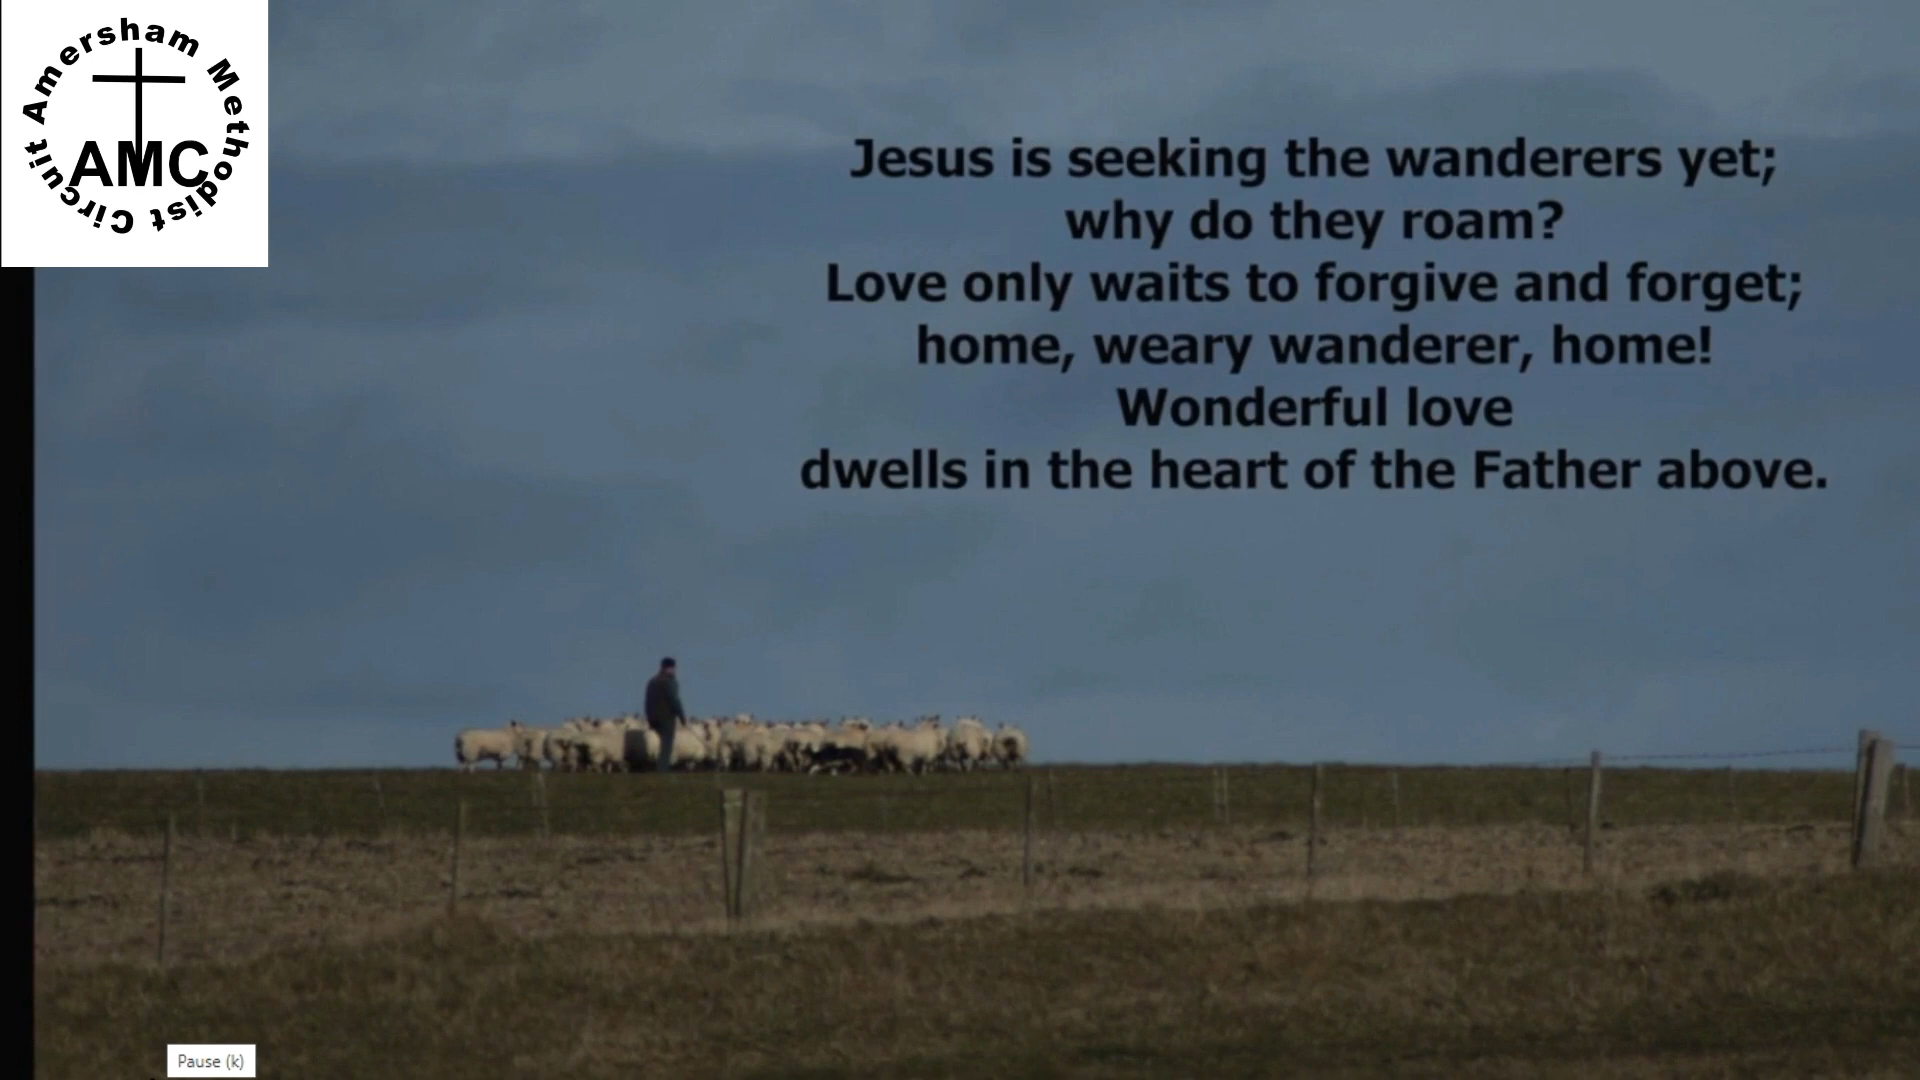 Amersham Methodist Circuit
AMC
Jesus is seeking the wanderers yet;
why do they roam?
Love only waits to forgive and forget;
home, weary wanderer, home!
Wonderful love
dwells in the heart of the Father above.
Pause (k)